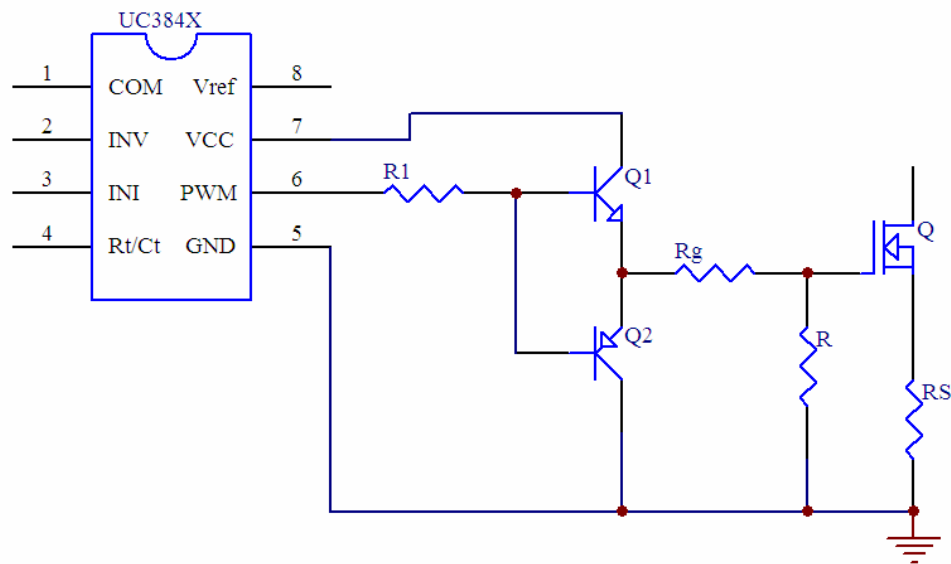 UC384X
1 COM Vref 8
2 INV VCC 7
3 INI PWM 6
4 Rt/Ct GND 5
R1
Q1
Q2
Rg
R
Q
RS